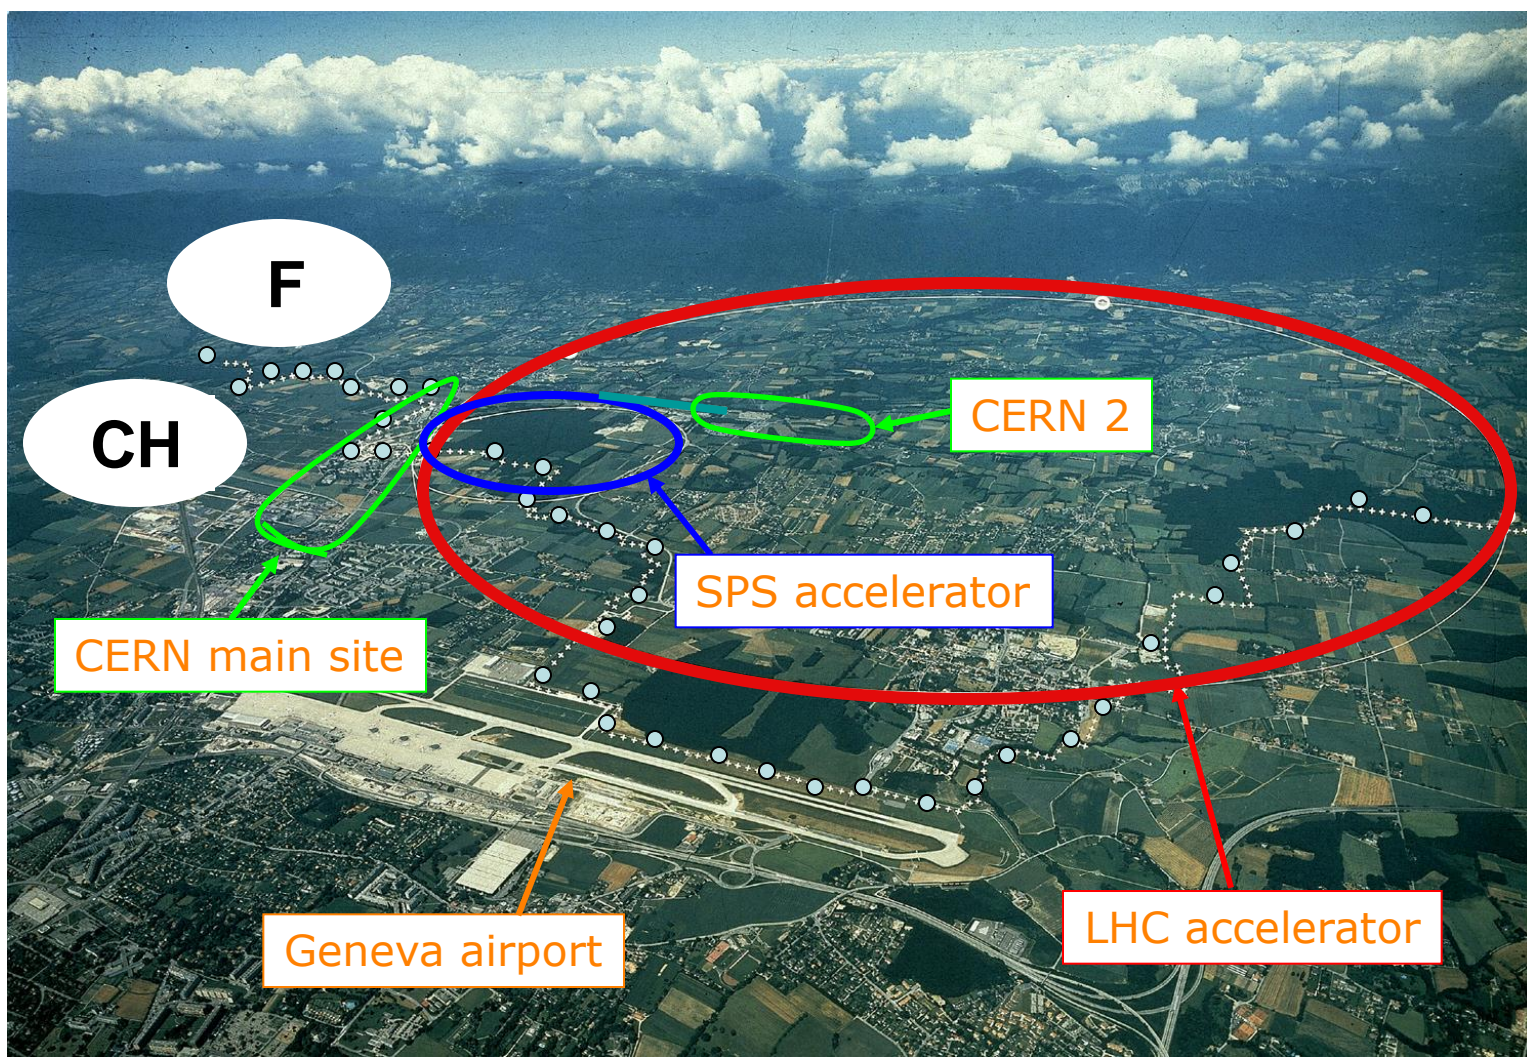 F
CH
CERN 2
SPS accelerator
CERN main site
LHC accelerator
Geneva airport